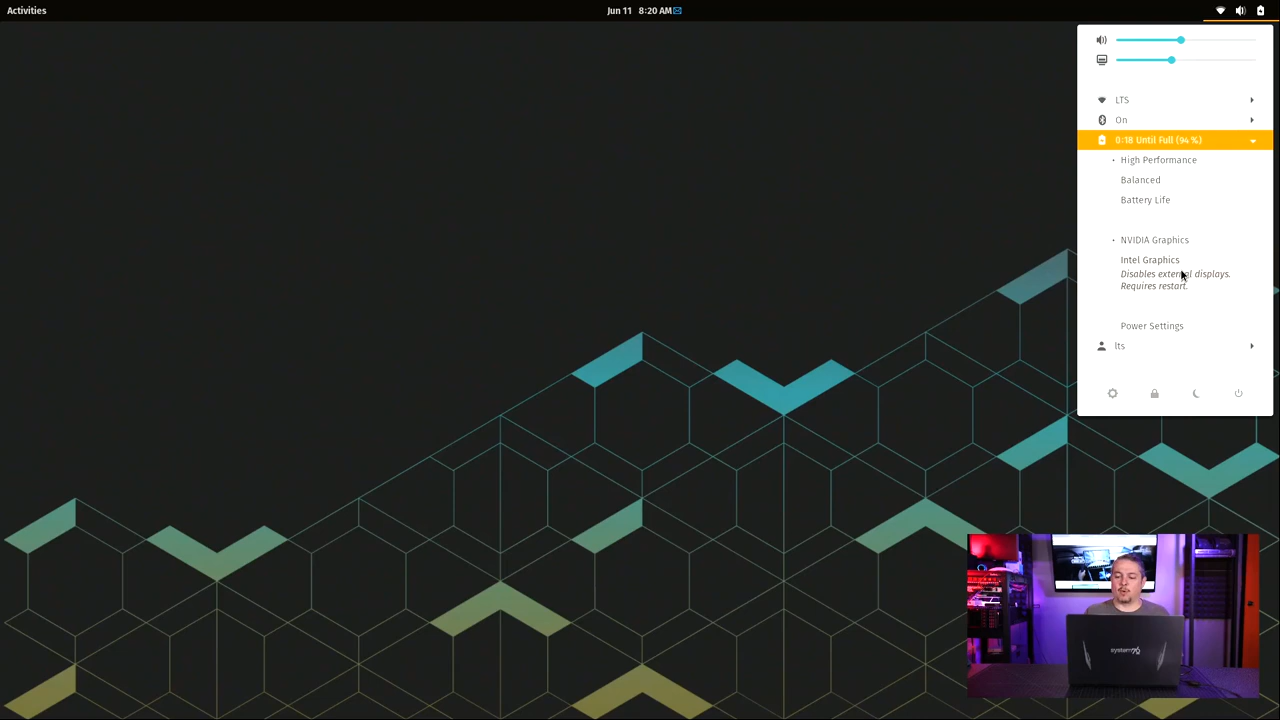 Activities
Jun 11 8:20 AM
LTS
On
0:18 Until Full (94 %)
High Performance
Balanced
Battery Life
NVIDIA Graphics
Intel Graphics
Disables external displays.
Requires restart.
Power Settings
lts
system76